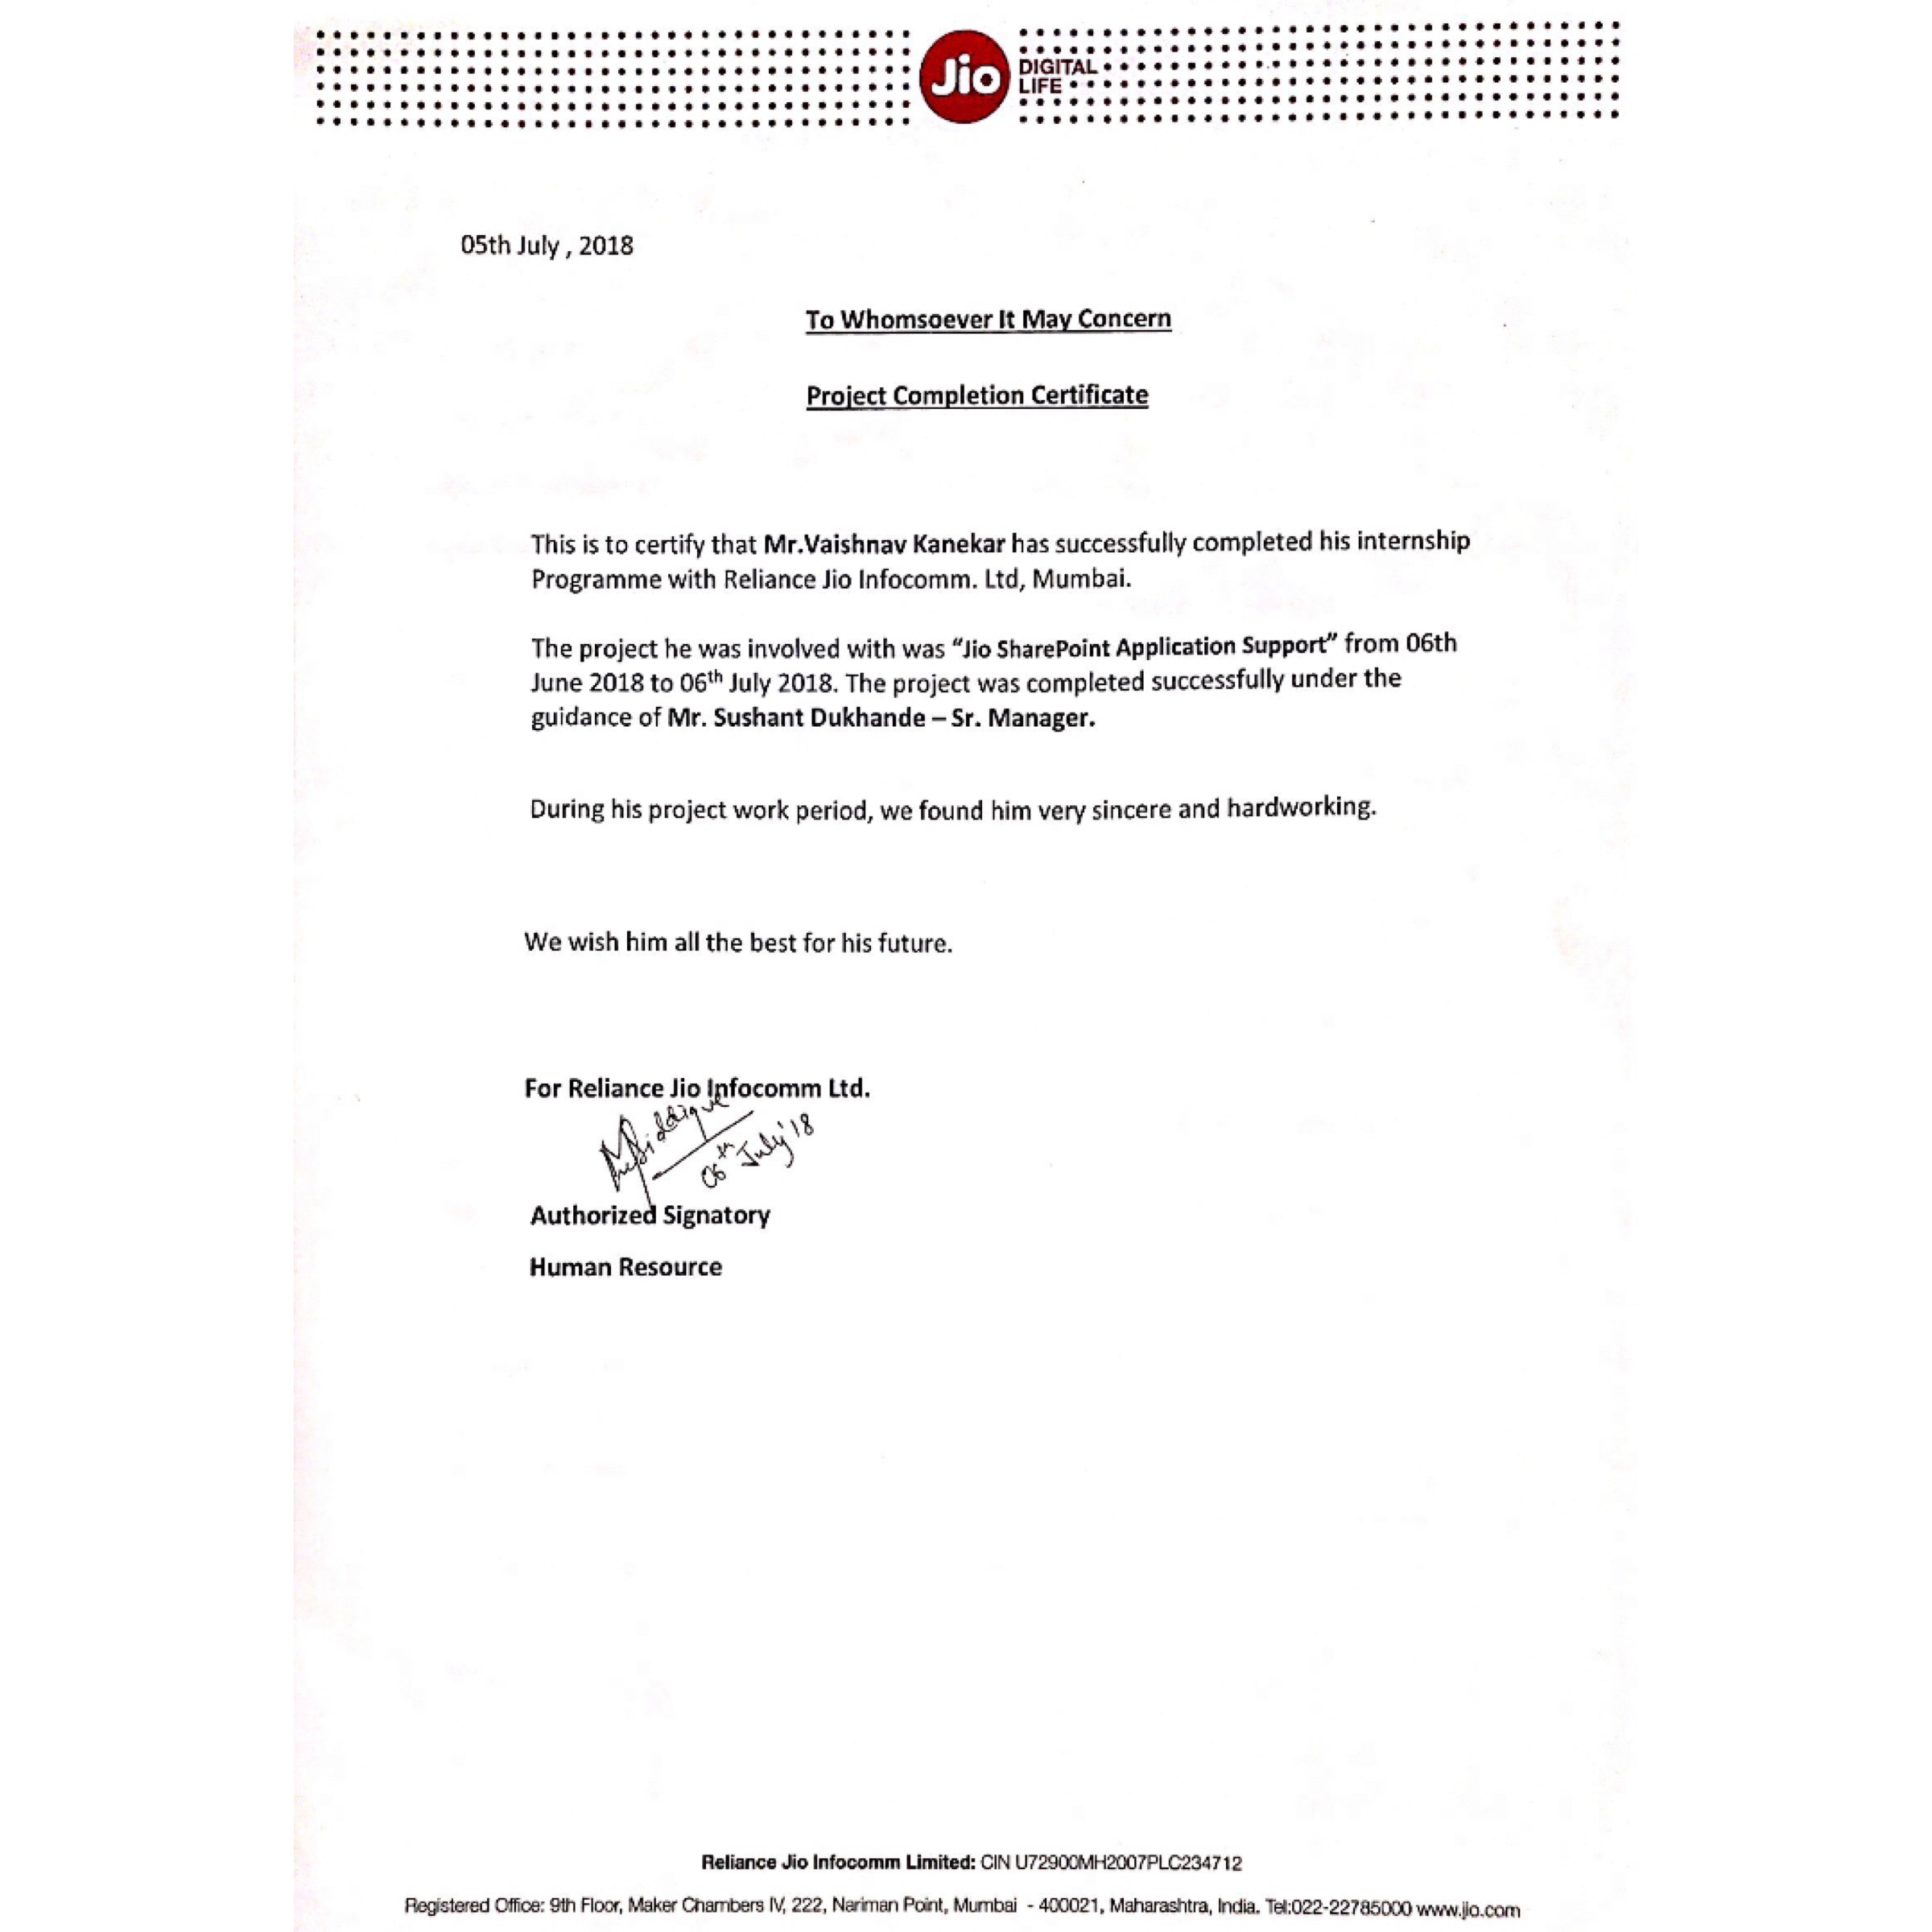 Jio DIGITAL
LIFE
05th July , 2018
To Whomsoever It May Concern
Project Completion Certificate
This is to certify that Mr.Vaishnav Kanekar has successfully completed his internship
Programme with Reliance Jio Infocomm. Ltd, Mumbai.
The project he was involved with was “Jio SharePoint Application Support” from 06th
June 2018 to 06th July 2018. The project was completed successfully under the
guidance of Mr. Sushant Dukhande – Sr. Manager.
During his project work period, we found him very sincere and hardworking.
We wish him all the best for his future.
For Reliance Jio Infocomm Ltd.
06th July'18
Authorized Signatory
Human Resource
Reliance Jio Infocomm Limited: CIN U72900MH2007PLC234712
Registered Office: 9th Floor, Maker Chambers IV, 222, Nariman Point, Mumbai - 400021, Maharashtra, India. Tel:022-22785000 www.jio.com